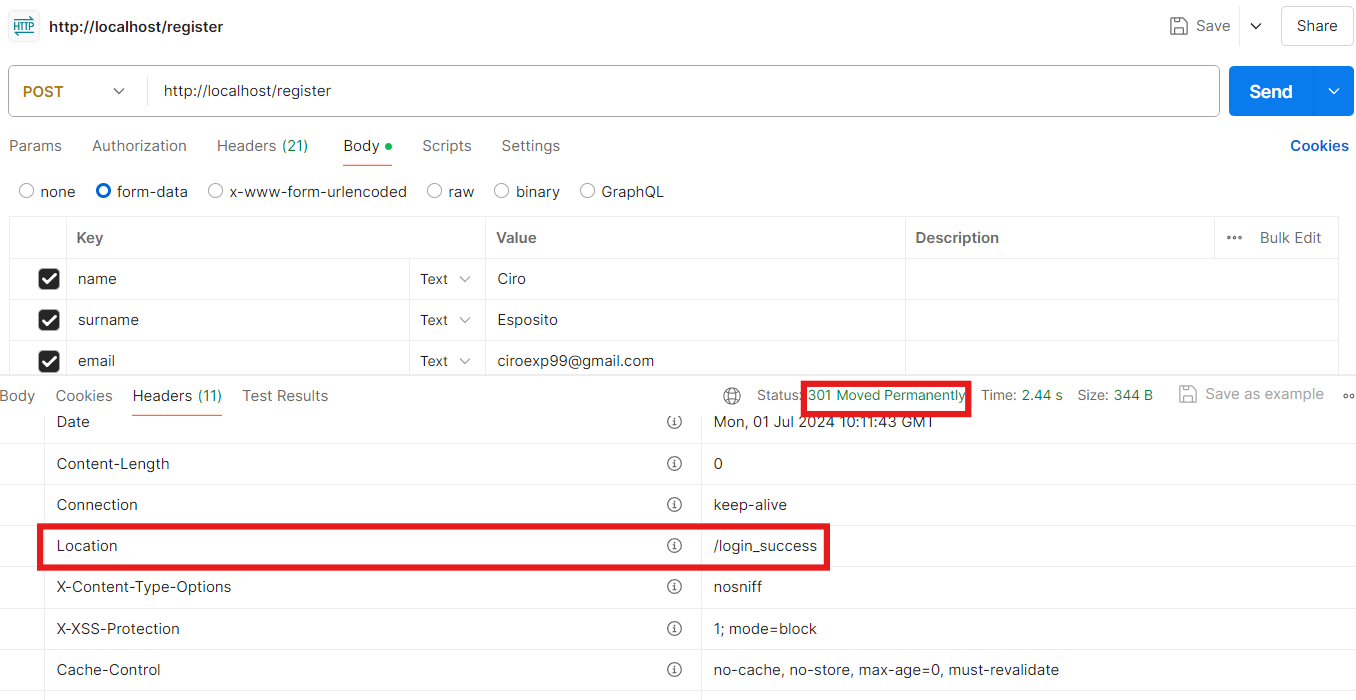 HTTP http://localhost/register Save Share
POST http://localhost/register Send
Params Authorization Headers (21) Body Scripts Settings Cookies
none form-data x-www-form-urlencoded raw binary GraphQL
Key Value Description Bulk Edit
name Text Ciro
surname Text Esposito
email Text ciroexp99@gmail.com
Body Cookies Headers (11) Test Results Status: 301 Moved Permanently Time: 2.44 s Size: 344 B Save as example
Date Mon, 01 Jul 2024 10:11:43 GMT
Content-Length 0
Connection keep-alive
Location /login_success
X-Content-Type-Options nosniff
X-XSS-Protection 1; mode=block
Cache-Control no-cache, no-store, max-age=0, must-revalidate